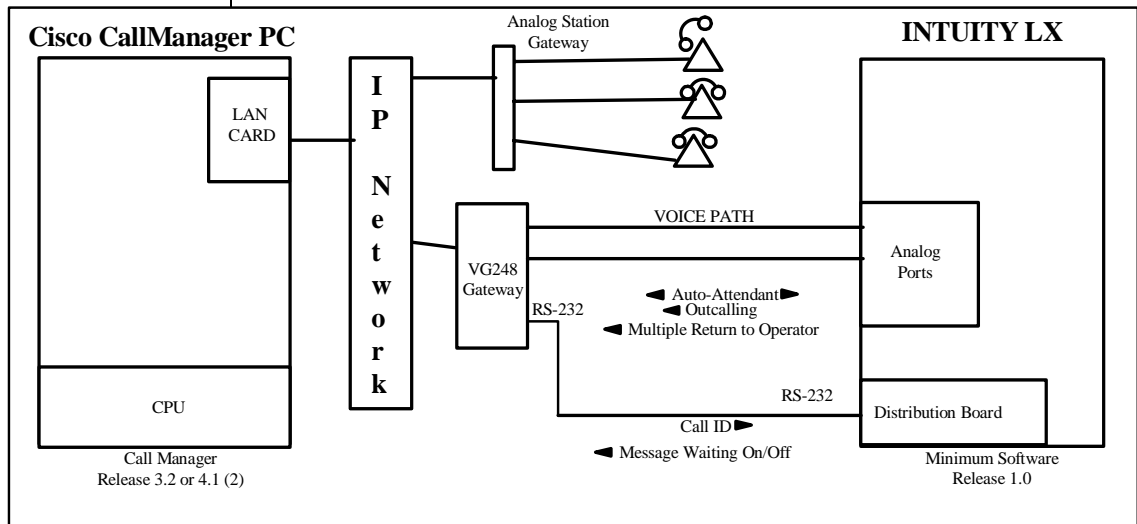 Cisco CallManager PC
Analog Station
Gateway
INTUITY LX
LAN
CARD
IP Network
VG248
Gateway
RS-232
VOICE PATH
Analog
Ports
Auto-Attendant
Outcalling
Multiple Return to Operator
RS-232
CPU
Distribution Board
Call ID
Message Waiting On/Off
Call Manager
Release 3.2 or 4.1 (2)
Minimum Software
Release 1.0